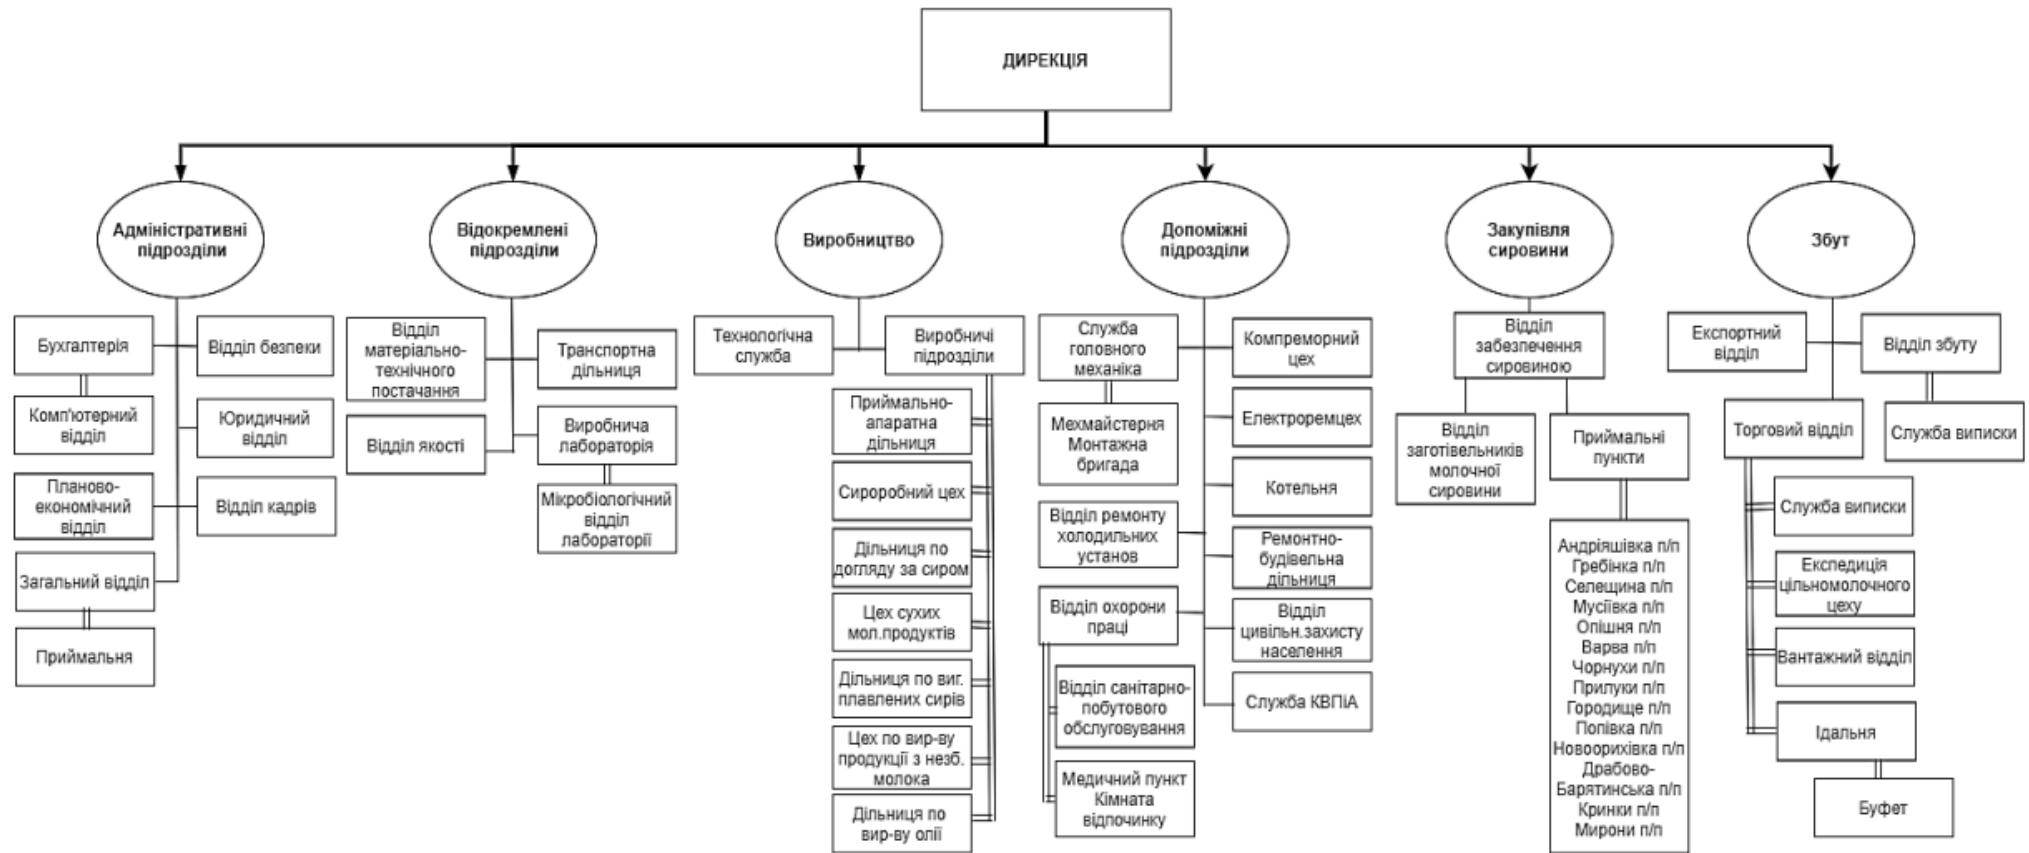 ДИРЕКЦІЯ
Адміністративні
підрозділи
Відокремлені
підрозділи
Виробництво
Допоміжні
підрозділи
Закупівля
сировини
Збут
Бухгалтерія
Відділ безпеки
Комп'ютерний
відділ
Юридичний
відділ
Планово-
економічний
відділ
Відділ кадрів
Загальний відділ
Приймальня
Відділ
матеріально-
технічного
постачання
Транспортна
дільниця
Відділ якості
Виробнича
лабораторія
Мікробіологічний
відділ
лабораторії
Технологічна
служба
Виробничі
підрозділи
Приймально-
апаратна
дільниця
Сироробний цех
Дільниця по
догляду за сиром
Цех сухих
мол.продуктів
Дільниця по виг.
плавлених сирів
Цех по вир-ву
продукції з незб.
молока
Дільниця по
вир-ву олії
Служба
головного
механіка
Компреморний
цех
Мехмайстерня
Монтажна
бригада
Електроремцех
Котельня
Відділ ремонту
холодильних
установ
Ремонтно-
будівельна
дільниця
Відділ охорони
праці
Відділ
цивільн.захисту
населення
Відділ санітарно-
побутового
обслуговування
Служба КВПіА
Медичний пункт
Кімната
відпочинку
Відділ
забезпечення
сировиною
Відділ
заготівельників
молочної
сировини
Приймальні
пункти
Андріяшівка п/п
Гребінка п/п
Селещина п/п
Мусіївка п/п
Опішня п/п
Варва п/п
Чорнухи п/п
Прилуки п/п
Городище п/п
Попівка п/п
Новоорихівка п/п
Драбово-
Барятинська п/п
Кринки п/п
Мирони п/п
Експортний
відділ
Відділ збуту
Торговий відділ
Служба виписки
Служба виписки
Експедиція
цільномолочного
цеху
Вантажний відділ
Ідальня
Буфет